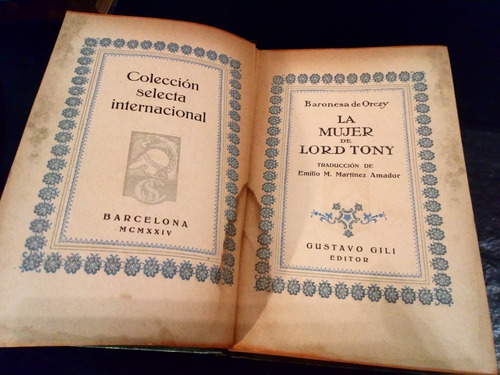 Colección
selecta
internacional
BARCELONA
MCMXXIV
Baronesa de Orczy
LA
MUJER
DE
LORD TONY
TRADUCCIÓN DE
Emilio M. Martínez Amador
GUSTAVO GILI
EDITOR